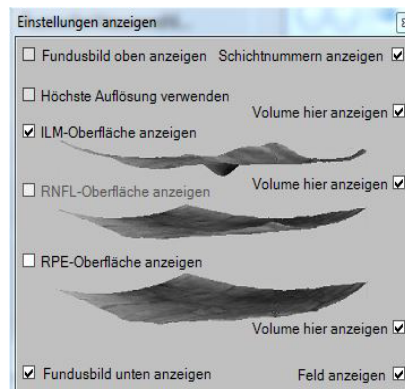 Einstellungen anzeigen
Fundusbild oben anzeigen Schichtnummern anzeigen
Höchste Auflösung verwenden
Volume hier anzeigen
ILM-Oberfläche anzeigen
Volume hier anzeigen
RNFL-Oberfläche anzeigen
RPE-Oberfläche anzeigen
Volume hier anzeigen
Fundusbild unten anzeigen Feld anzeigen